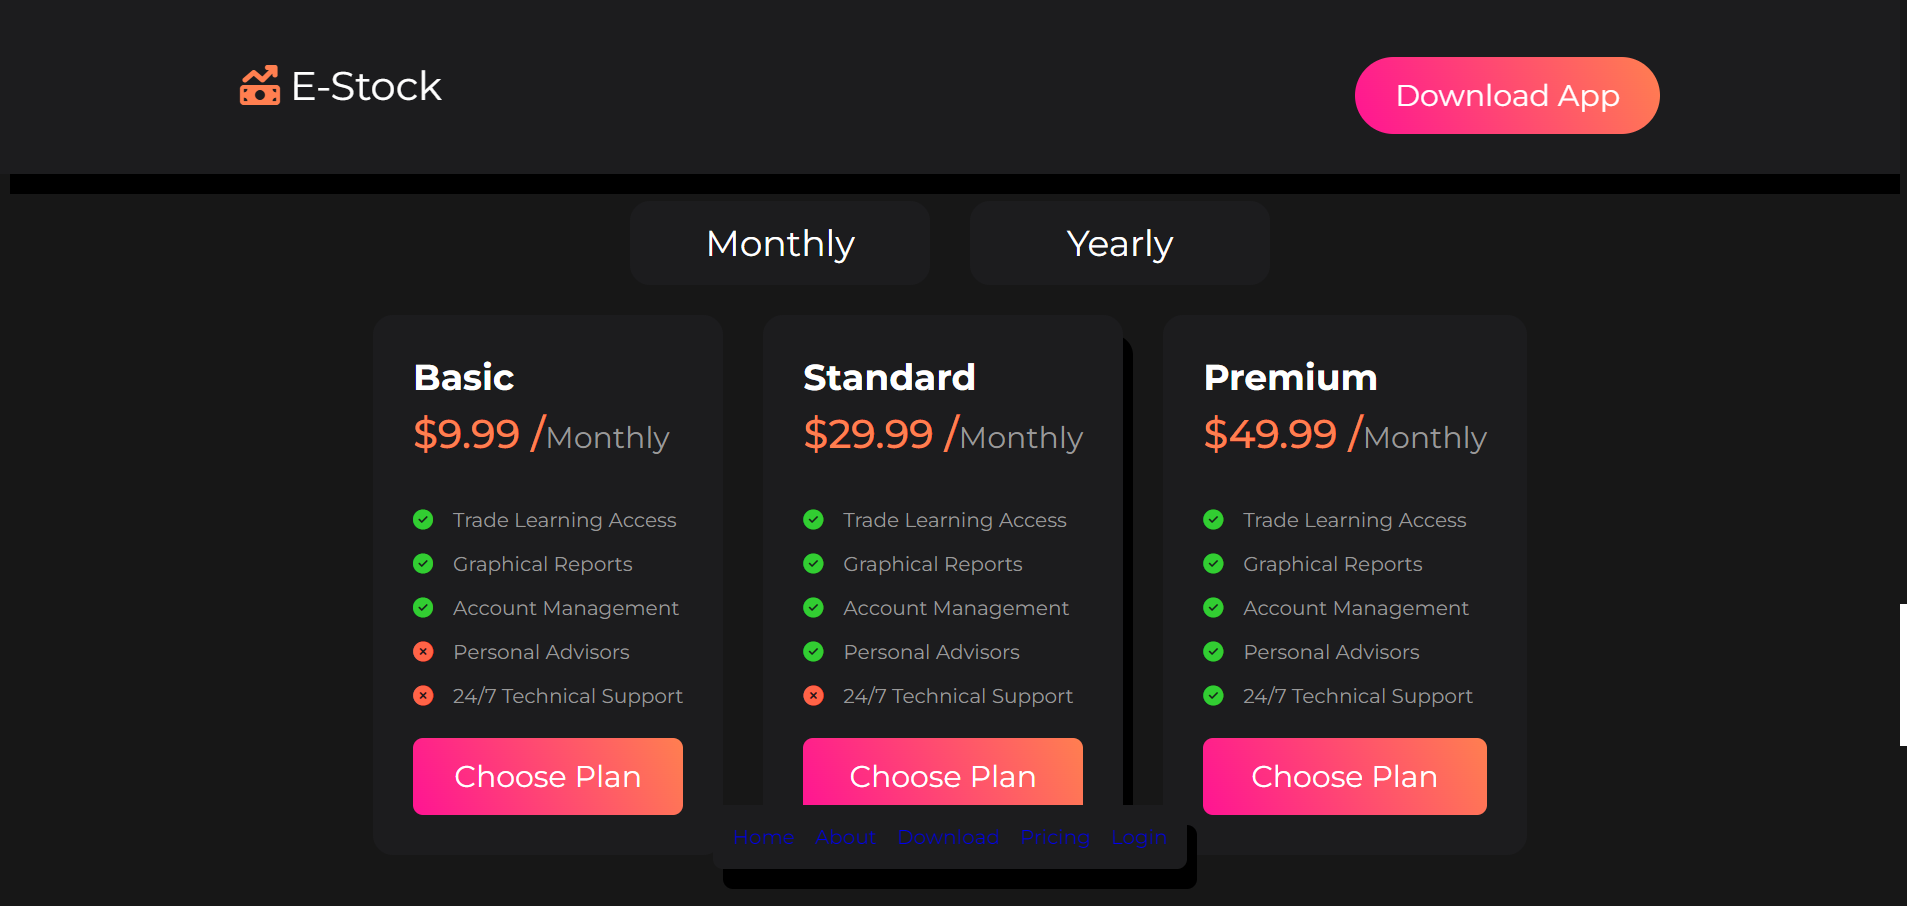 E-Stock
Download App
Monthly
Yearly
Basic
$9.99 /Monthly
Trade Learning Access
Graphical Reports
Account Management
Personal Advisors
24/7 Technical Support
Choose Plan
Standard
$29.99 /Monthly
Trade Learning Access
Graphical Reports
Account Management
Personal Advisors
24/7 Technical Support
Choose Plan
Premium
$49.99 /Monthly
Trade Learning Access
Graphical Reports
Account Management
Personal Advisors
24/7 Technical Support
Choose Plan
Home About Download Pricing Login